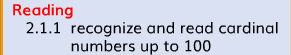 Reading
2.1.1 recognize and read cardinal
numbers up to 100